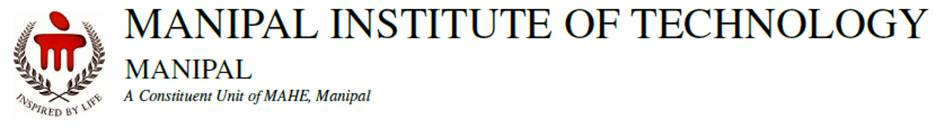 MANIPAL INSTITUTE OF TECHNOLOGY
MANIPAL
A Constituent Unit of MAHE, Manipal
INSPIRED BY LIFE